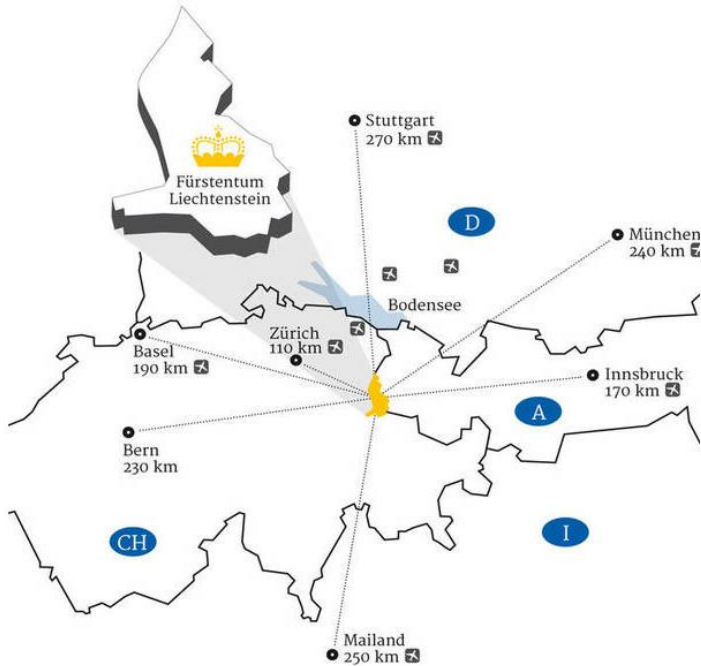 Stuttgart
270 km
Fürstentum
Liechtenstein
D
München
240 km
Bodensee
Zürich
110 km
Basel
190 km
Innsbruck
170 km
A
Bern
230 km
CH
I
Mailand
250 km